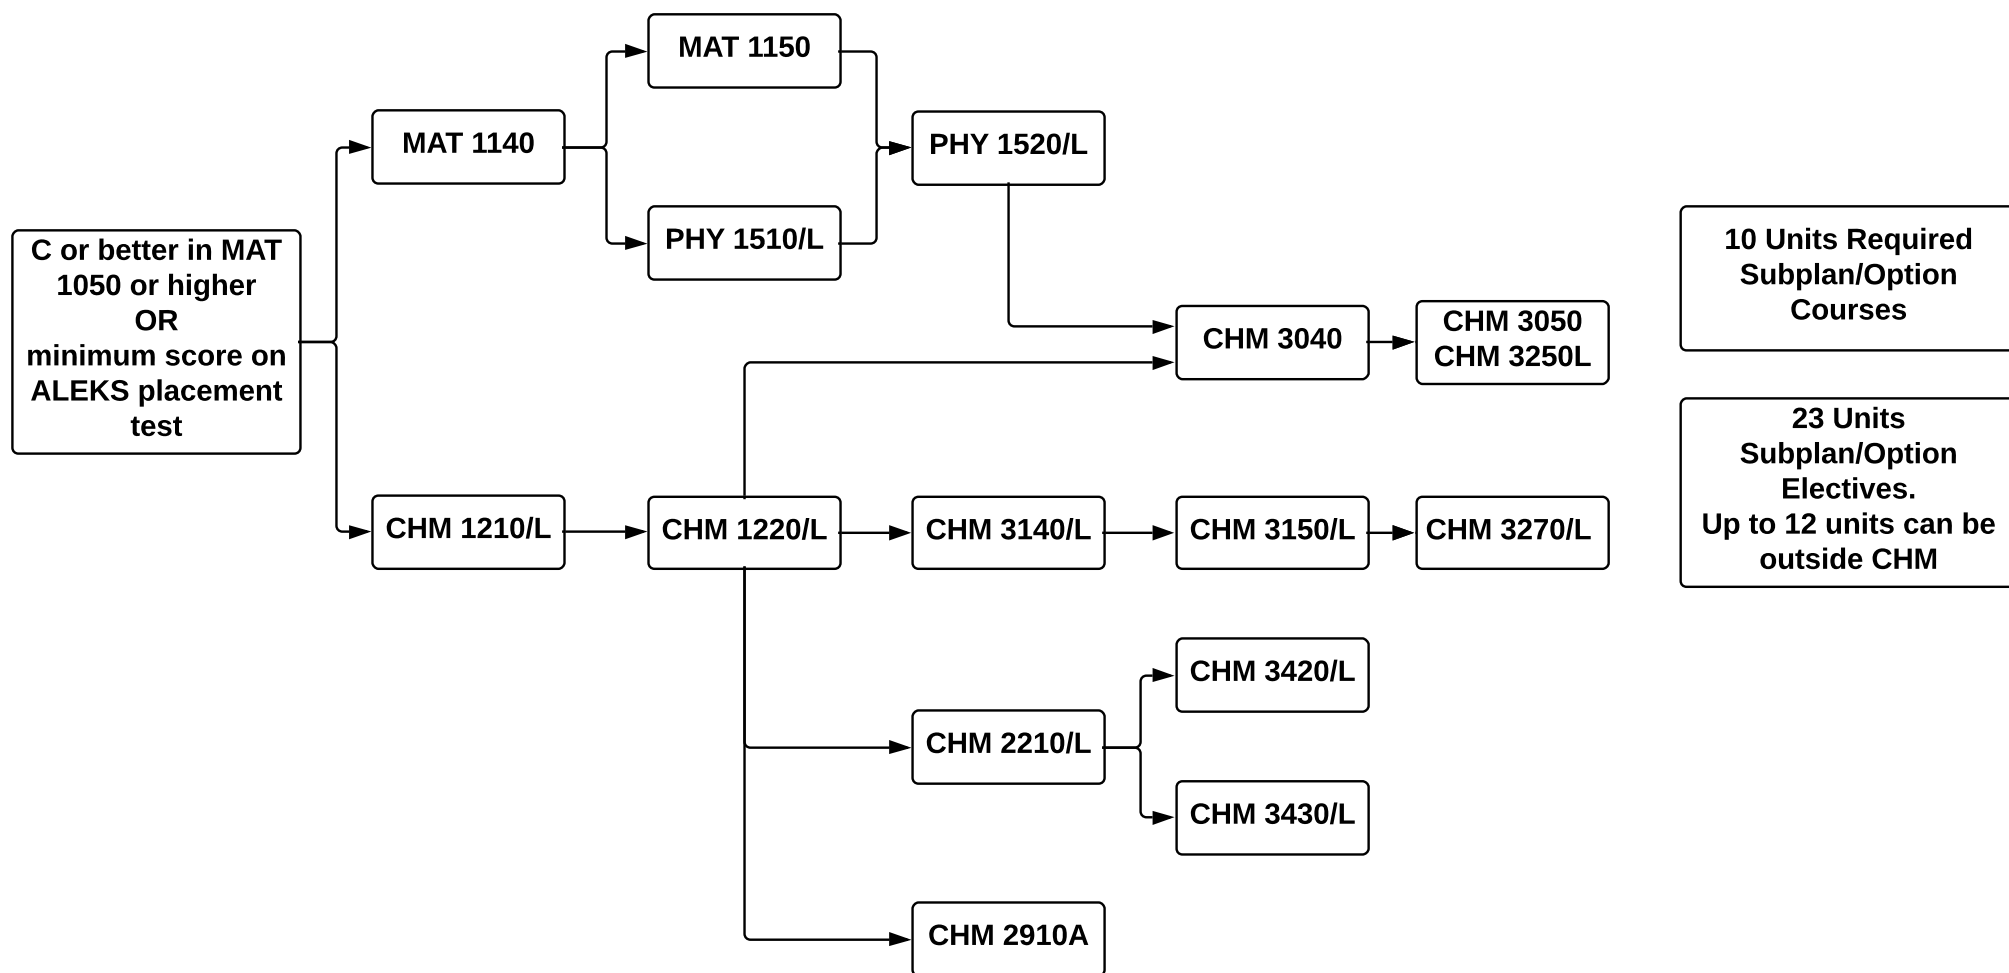 MAT 1150
MAT 1140
PHY 1520/L
PHY 1510/L
C or better in MAT
1050 or higher
OR
minimum score on
ALEKS placement
test
10 Units Required
Subplan/Option
Courses
CHM 3040
CHM 3050
CHM 3250L
23 Units
Subplan/Option
Electives.
Up to 12 units can be
outside CHM
CHM 1210/L
CHM 1220/L
CHM 3140/L
CHM 3150/L
CHM 3270/L
CHM 3420/L
CHM 2210/L
CHM 3430/L
CHM 2910A